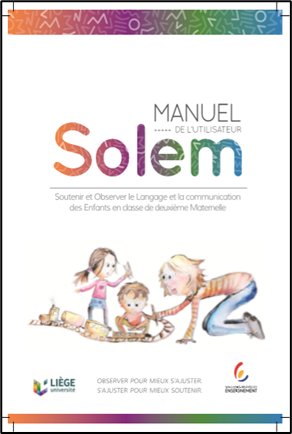 MANUEL
DE L'UTILISATEUR
Solem
Soutenir et Observer le Langage et la communication
des Enfants en classe de deuxième Maternelle
LIÈGE
université
OBSERVER POUR MIEUX S'AJUSTER.
S'AJUSTER POUR MIEUX SOUTENIR.
ENSEIGNEMENT